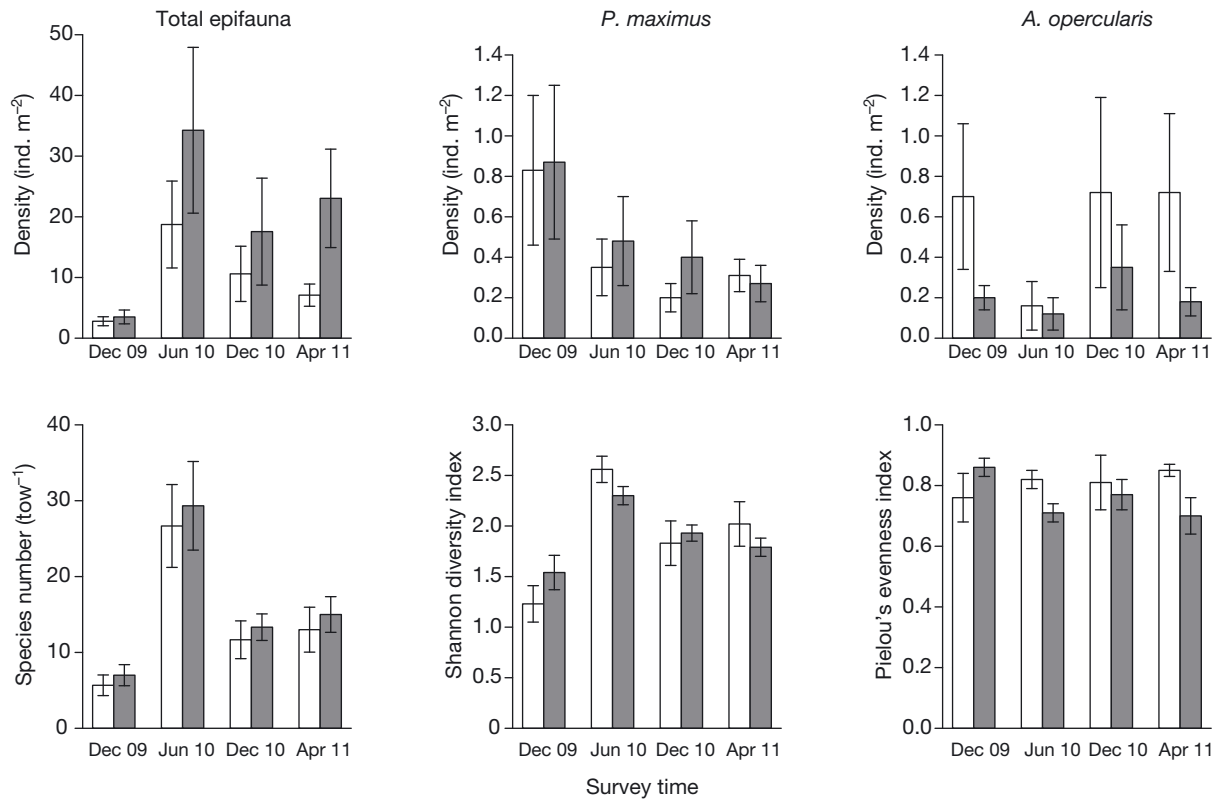 Total epifauna
P. maximus
A. opercularis
Density (ind. m–2)
50
40
30
20
10
0
Dec 09 Jun 10 Dec 10 Apr 11
Density (ind. m–2)
1.4
1.2
1.0
0.8
0.6
0.4
0.2
0.0
Dec 09 Jun 10 Dec 10 Apr 11
Density (ind. m–2)
1.4
1.2
1.0
0.8
0.6
0.4
0.2
0.0
Dec 09 Jun 10 Dec 10 Apr 11
Species number (tow–1)
40
30
20
10
0
Dec 09 Jun 10 Dec 10 Apr 11
Shannon diversity index
3.0
2.5
2.0
1.5
1.0
0.5
0
Dec 09 Jun 10 Dec 10 Apr 11
Pielou's evenness index
1.0
0.8
0.6
0.4
0.2
0.0
Dec 09 Jun 10 Dec 10 Apr 11
Survey time